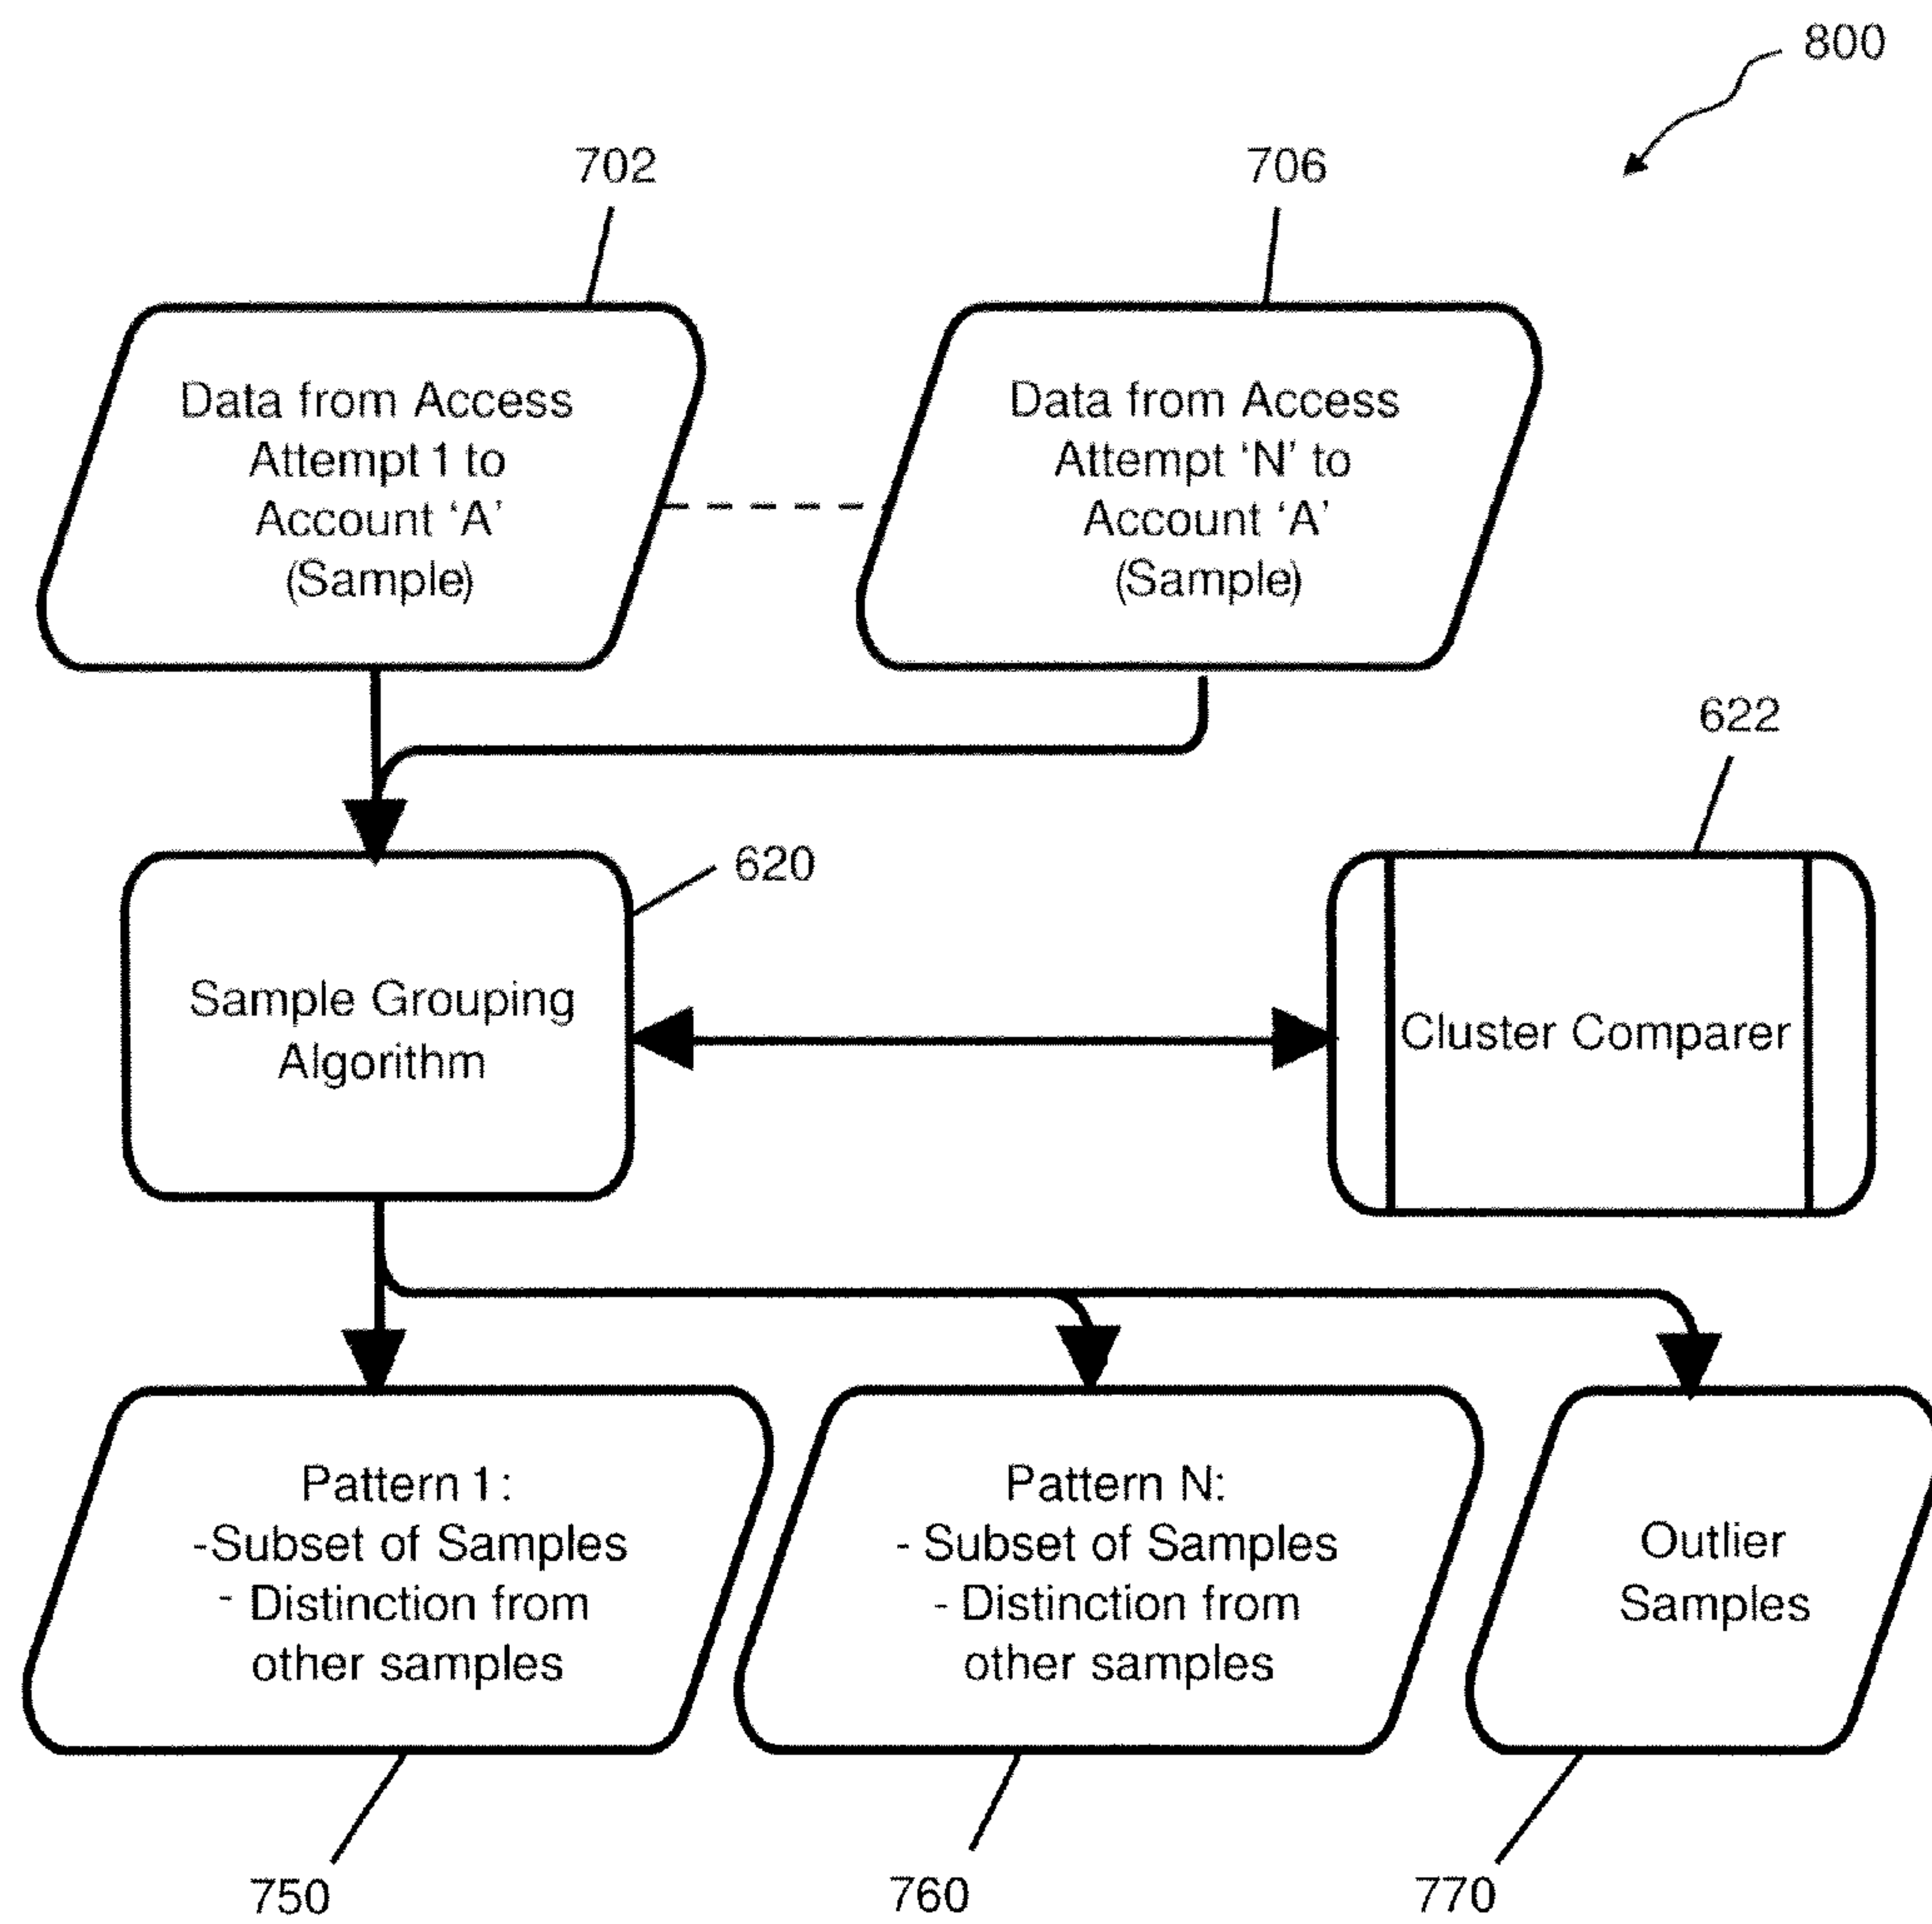 800
702
706
Data from Access
Attempt 1 to
Account ‘A’
(Sample)
Data from Access
Attempt ‘N’ to
Account ‘A’
(Sample)
622
620
Sample Grouping
Algorithm
Cluster Comparer
Pattern 1:
-Subset of Samples
- Distinction from
other samples
Pattern N:
- Subset of Samples
- Distinction from
other samples
Outlier
Samples
750
760
770